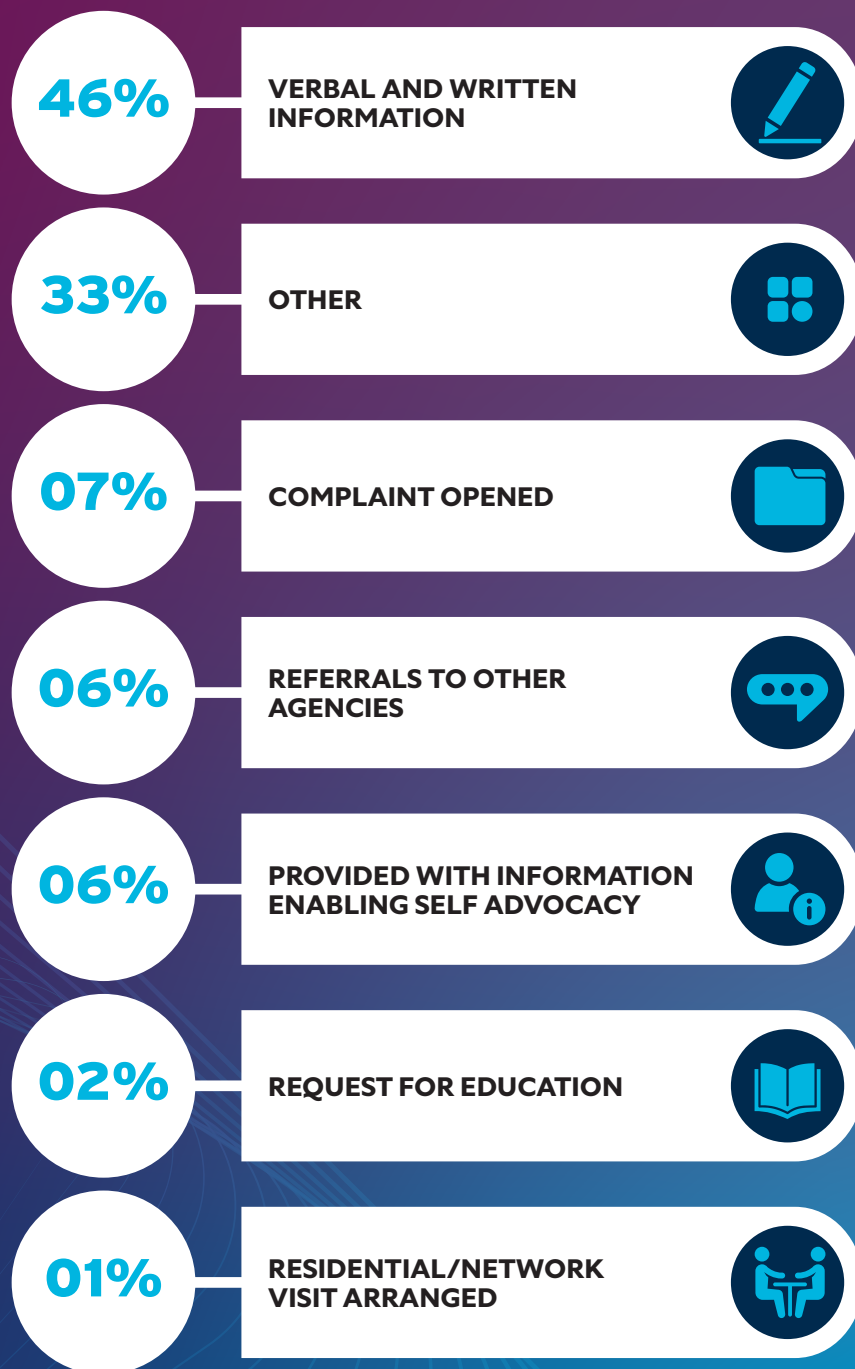 46%
VERBAL AND WRITTEN
INFORMATION
33%
OTHER
07%
COMPLAINT OPENED
06%
REFERRALS TO OTHER
AGENCIES
06%
PROVIDED WITH INFORMATION
ENABLING SELF ADVOCACY
02%
REQUEST FOR EDUCATION
01%
RESIDENTIAL/NETWORK
VISIT ARRANGED